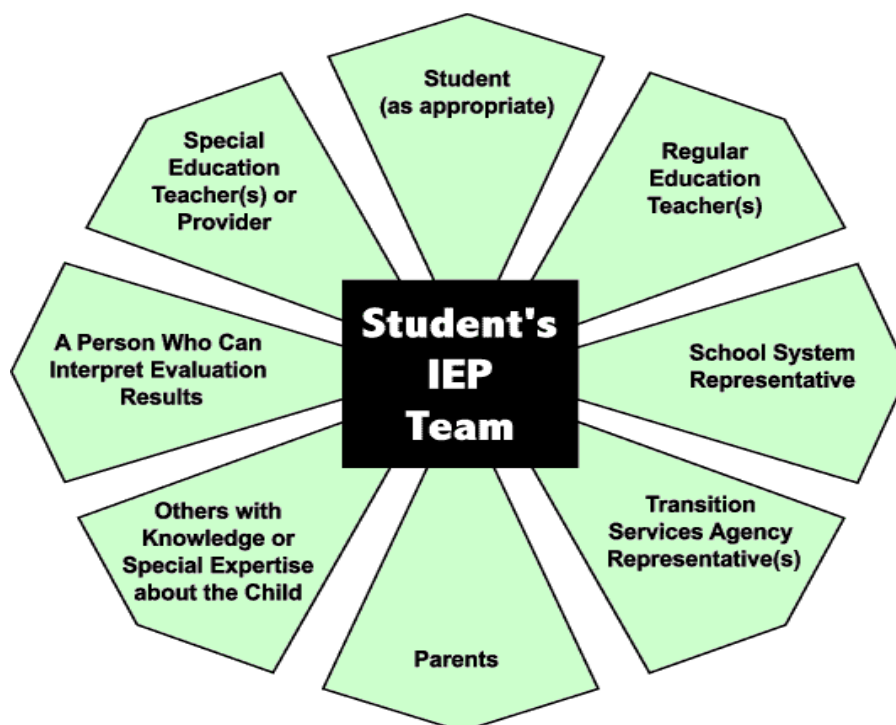 Student
(as appropriate)
Regular
Education
Teacher(s)
School System
Representative
Transition
Services Agency
Representative(s)
Parents
Others with
Knowledge or
Special Expertise
about the Child
A Person Who Can
Interpret Evaluation
Results
Special
Education
Teacher(s) or
Provider
Student's
IEP
Team